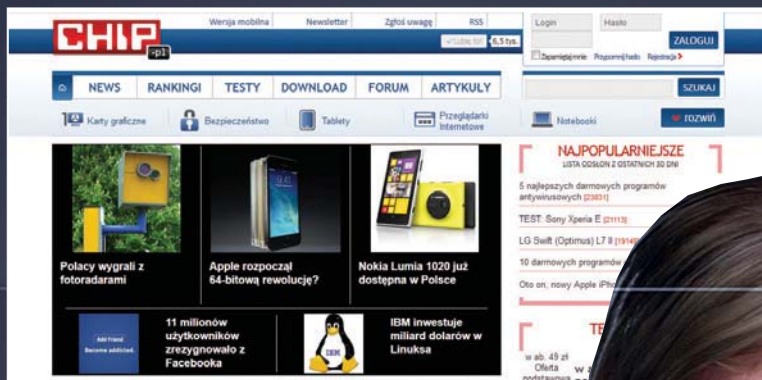 Wersja mobilna Newsletter Zgłoś uwagę RSS
CHIP
.pl
Lubię to! 6,5 tys.
Login Hasło
ZALOGUJ
Zapamiętaj mnie Przypomnij hasło Rejestracja
NEWS RANKINGI TESTY DOWNLOAD FORUM ARTYKUŁY
SZUKAJ
Karty graficzne Bezpieczeństwo Tablety Przeglądarki Internetowe Notebooki rozwiń
Polacy wygrali z
fotoradarami
Apple rozpoczął
64-bitową rewolucję?
Nokia Lumia 1020 już
dostępna w Polsce
Add Friend
Become addicted.
11 milionów
użytkowników
zrezygnowało z
Facebooka
IBM
IBM inwestuje
miliard dolarów w
Linuksa
NAJPOPULARNIEJSZE
LISTA ODSŁON Z OSTATNICH 30 DNI
5 najlepszych darmowych programów
antywirusowych [23831]
TEST: Sony Xperia E [21113]
LG Swift (Optimus) L7 II
10 darmowych programów
Oto on, nowy Apple
TE
w ab. 49 zł
Oferta
podstawowa